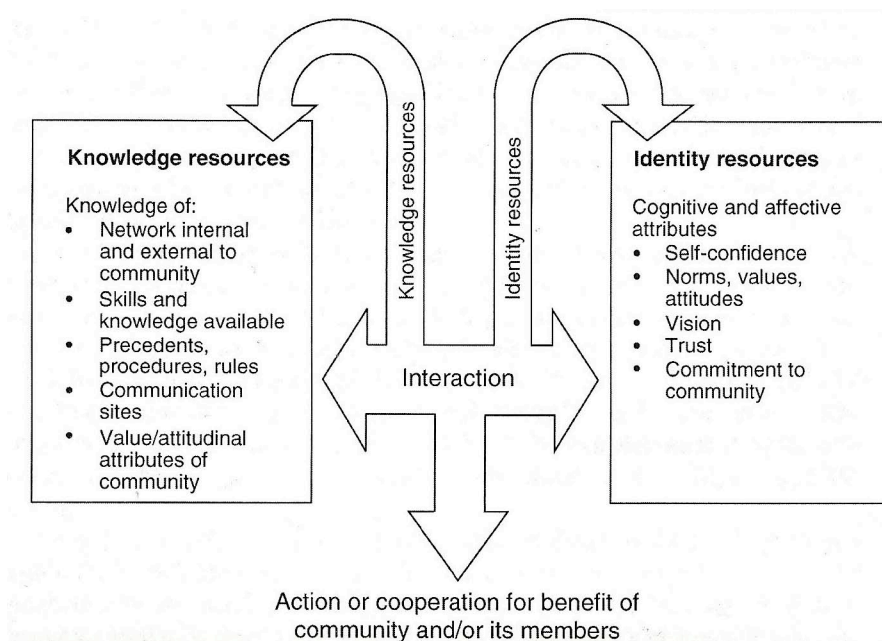 Knowledge resources
Knowledge of:
• Network internal
and external to
community
• Skills and
knowledge available
• Precedents,
procedures, rules
• Communication
sites
• Value/attitudinal
attributes of
community
Knowledge resources
Identity resources
Interaction
Identity resources
Cognitive and affective
attributes
• Self-confidence
• Norms, values,
attitudes
• Vision
• Trust
• Commitment to
community
Action or cooperation for benefit of
community and/or its members